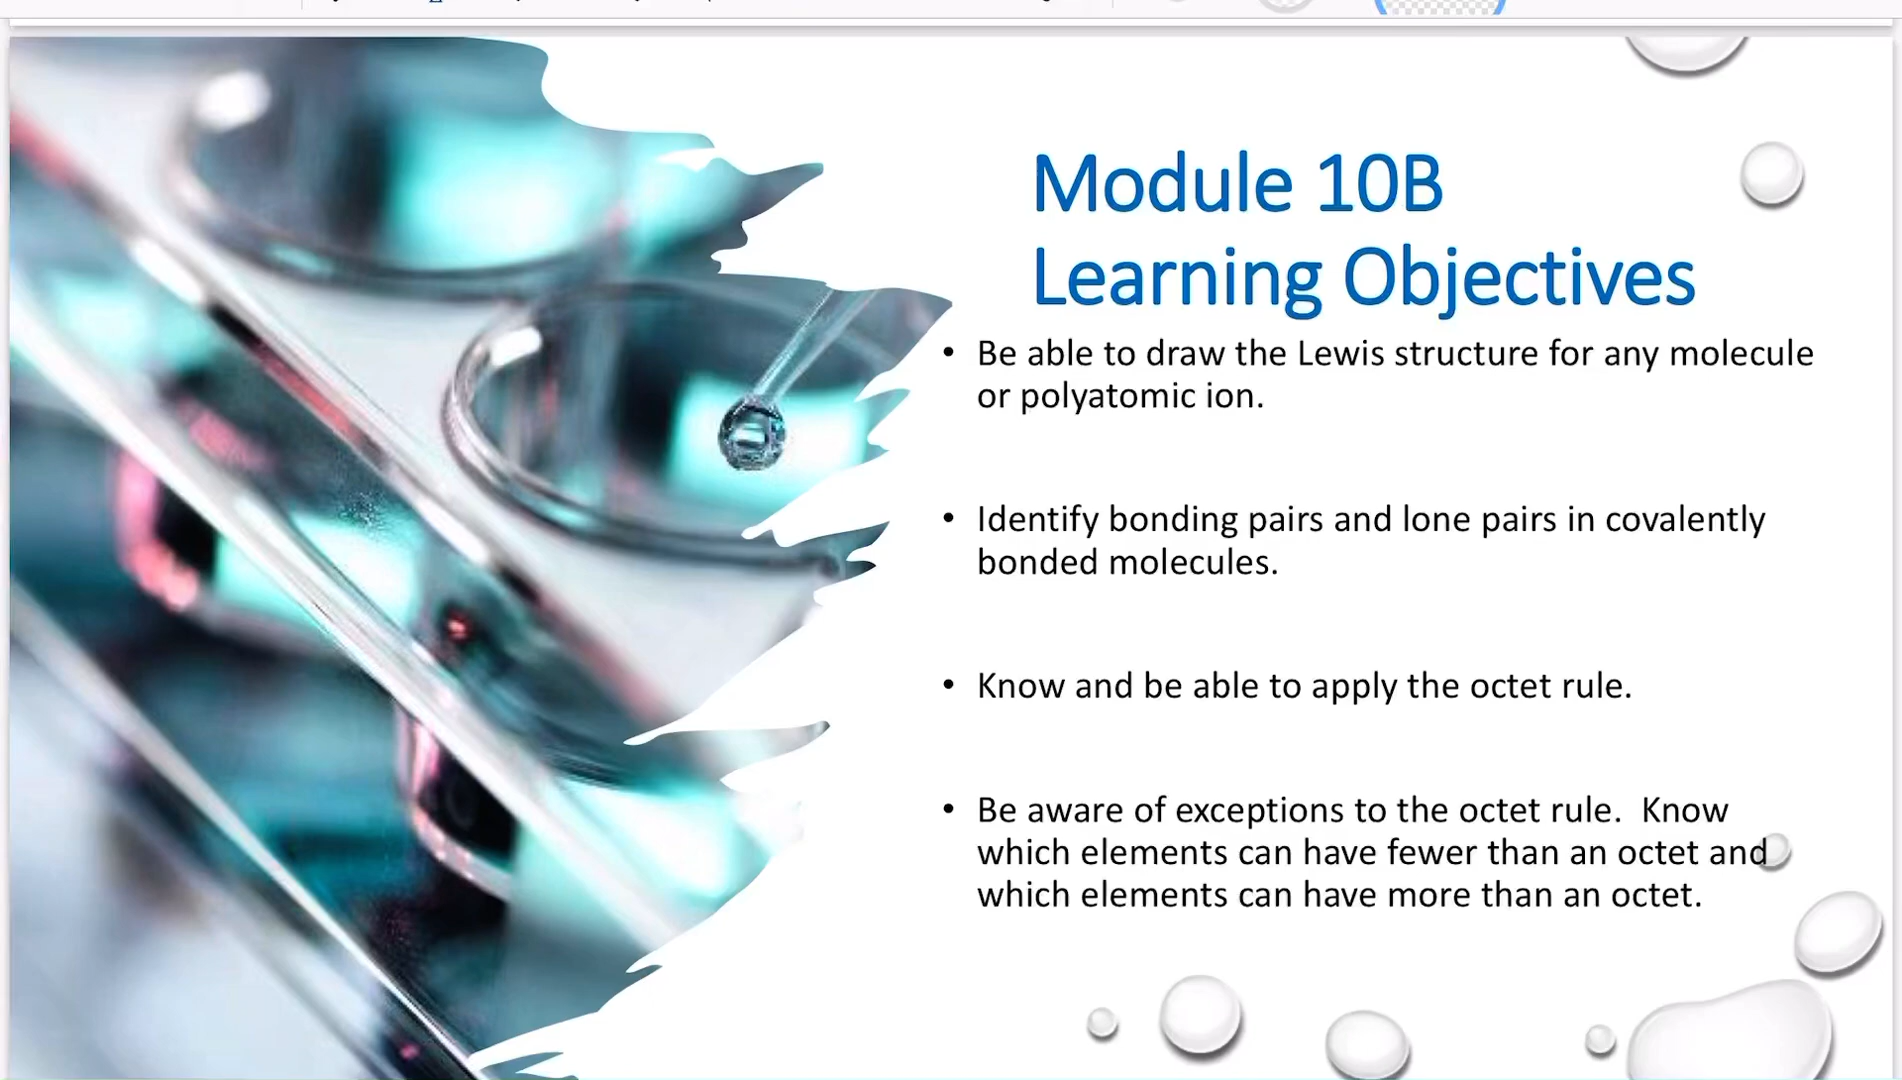 Module 10B
Learning Objectives
• Be able to draw the Lewis structure for any molecule
or polyatomic ion.
• Identify bonding pairs and lone pairs in covalently
bonded molecules.
• Know and be able to apply the octet rule.
• Be aware of exceptions to the octet rule.  Know
which elements can have fewer than an octet and
which elements can have more than an octet.